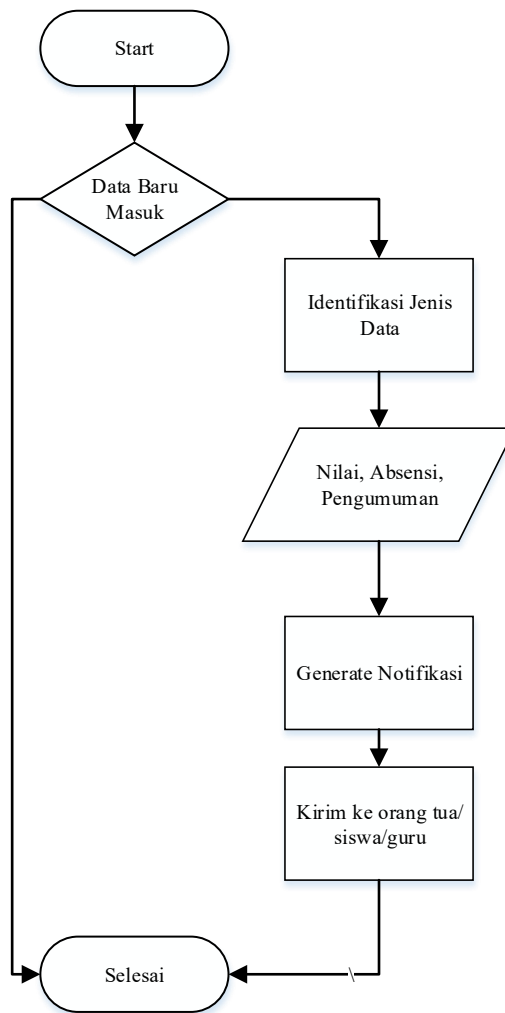 Start
Data Baru
Masuk
Identifikasi Jenis
Data
Nilai, Absensi,
Pengumuman
Generate Notifikasi
Kirim ke orang tua/
siswa/guru
Selesai